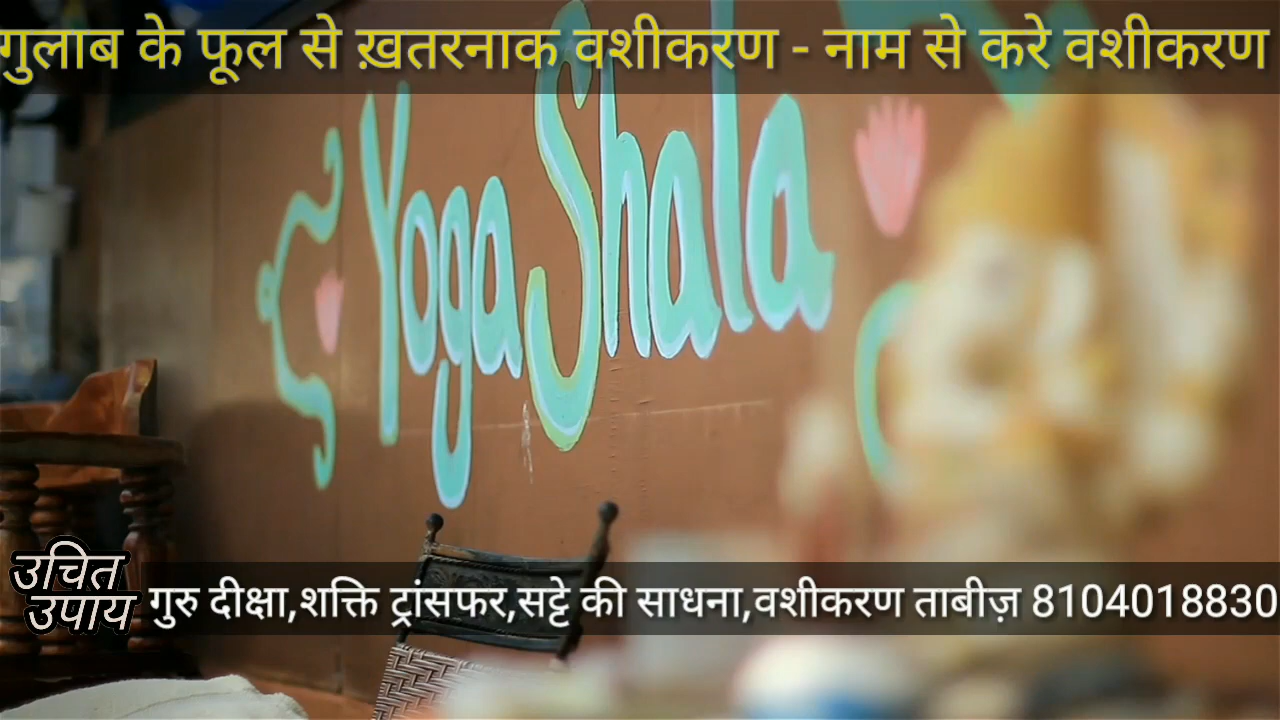 गुलाब के फूल से ख़तरनाक वशीकरण - नाम से करे वशीकरण
Yoga Shala
उचित
उपाय
गुरु दीक्षा,शक्ति ट्रांसफर,सट्टे की साधना,वशीकरण ताबीज़ 8104018830